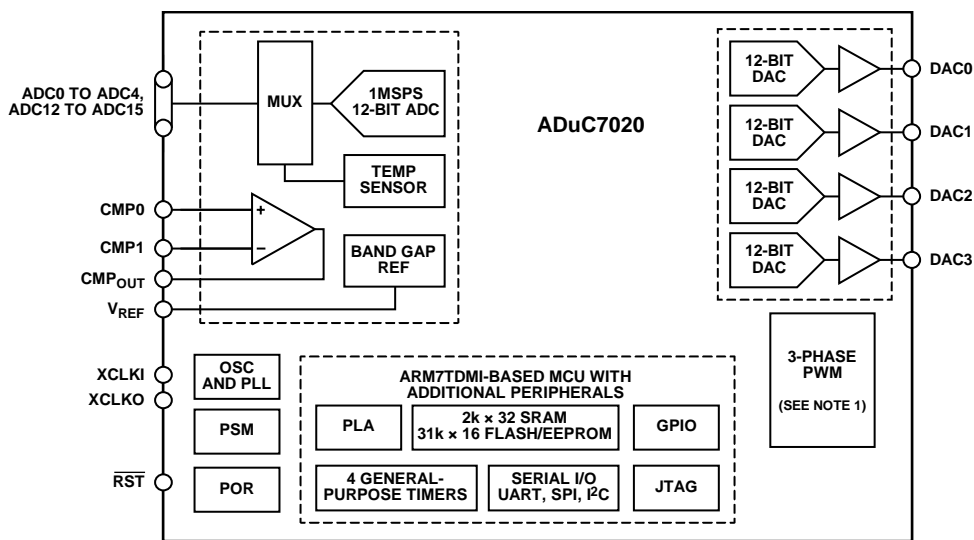 ADuC7020
ADC0 TO ADC4,
ADC12 TO ADC15
MUX
1MSPS
12-BIT ADC
TEMP
SENSOR
CMP0
+
CMP1
−
CMPOUT
VREF
BAND GAP
REF
12-BIT
DAC
DAC0
12-BIT
DAC
DAC1
12-BIT
DAC
DAC2
12-BIT
DAC
DAC3
3-PHASE
PWM
(SEE NOTE 1)
XCLKI
XCLKO
OSC
AND PLL
PSM
RST
POR
ARM7TDMI-BASED MCU WITH
ADDITIONAL PERIPHERALS
PLA
2k × 32 SRAM
31k × 16 FLASH/EEPROM
GPIO
4 GENERAL-
PURPOSE TIMERS
SERIAL I/O
UART, SPI, I²C
JTAG